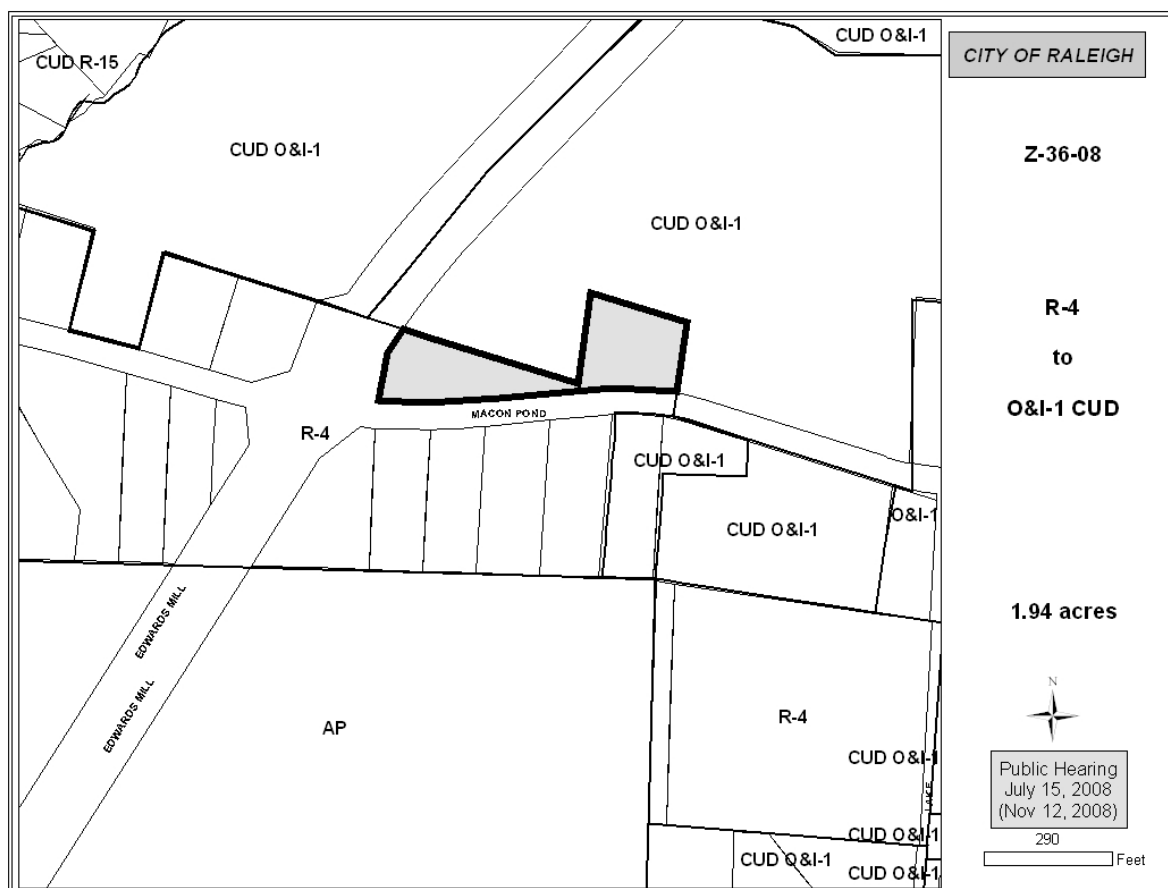 CUD O&I-1
CUD R-15
CUD O&I-1
CUD O&I-1
MACON POND
R-4
CUD O&I-1
O&I-1
CUD O&I-1
EDWARDS MILL
EDWARDS MILL
AP
R-4
CUD O&I-1
LAKE
CUD O&I-1
CUD O&I-1
CUD O&I-1
CITY OF RALEIGH
Z-36-08
R-4
to
O&I-1 CUD
1.94 acres
N
Public Hearing
July 15, 2008
(Nov 12, 2008)
290
Feet